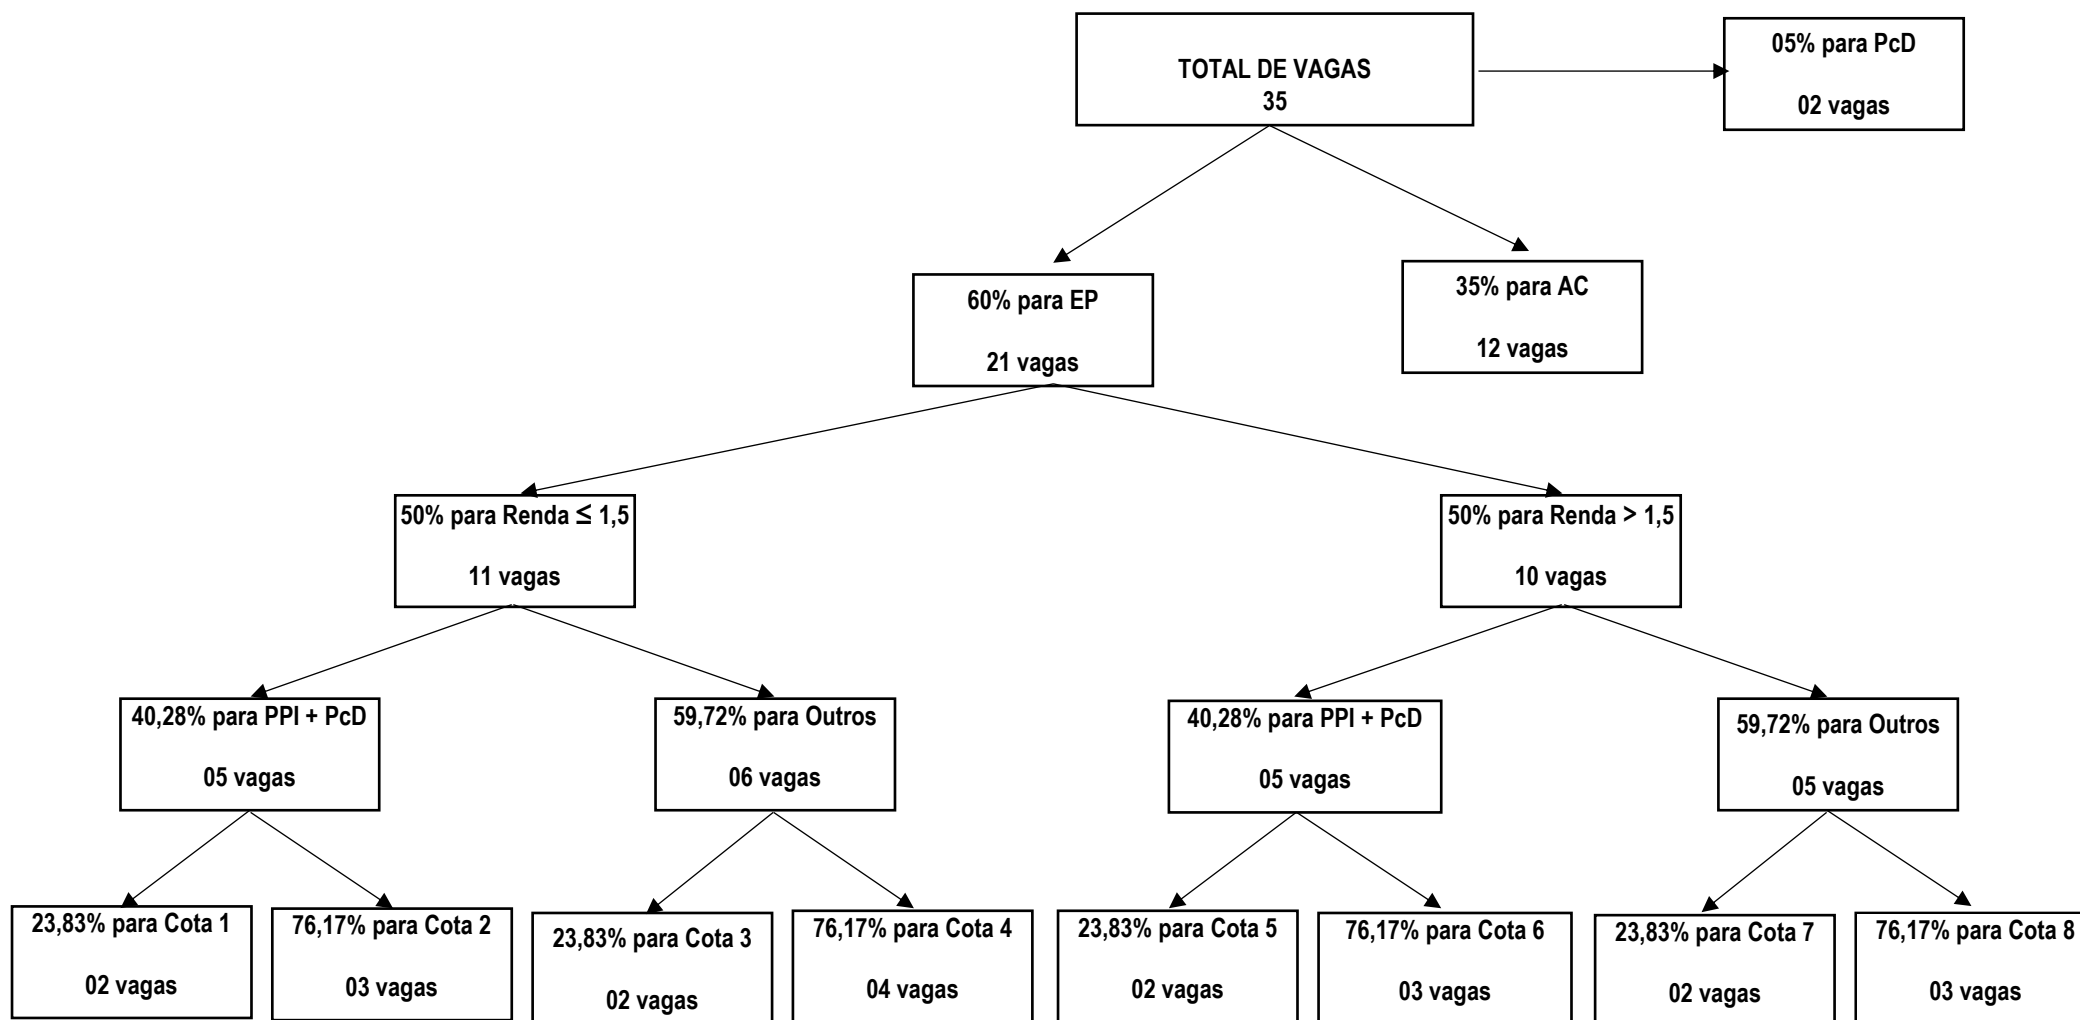 TOTAL DE VAGAS
35
05% para PcD
02 vagas
60% para EP
21 vagas
35% para AC
12 vagas
50% para Renda ≤ 1,5
11 vagas
50% para Renda > 1,5
10 vagas
40,28% para PPI + PcD
05 vagas
59,72% para Outros
06 vagas
40,28% para PPI + PcD
05 vagas
59,72% para Outros
05 vagas
23,83% para Cota 1
02 vagas
76,17% para Cota 2
03 vagas
23,83% para Cota 3
02 vagas
76,17% para Cota 4
04 vagas
23,83% para Cota 5
02 vagas
76,17% para Cota 6
03 vagas
23,83% para Cota 7
02 vagas
76,17% para Cota 8
03 vagas